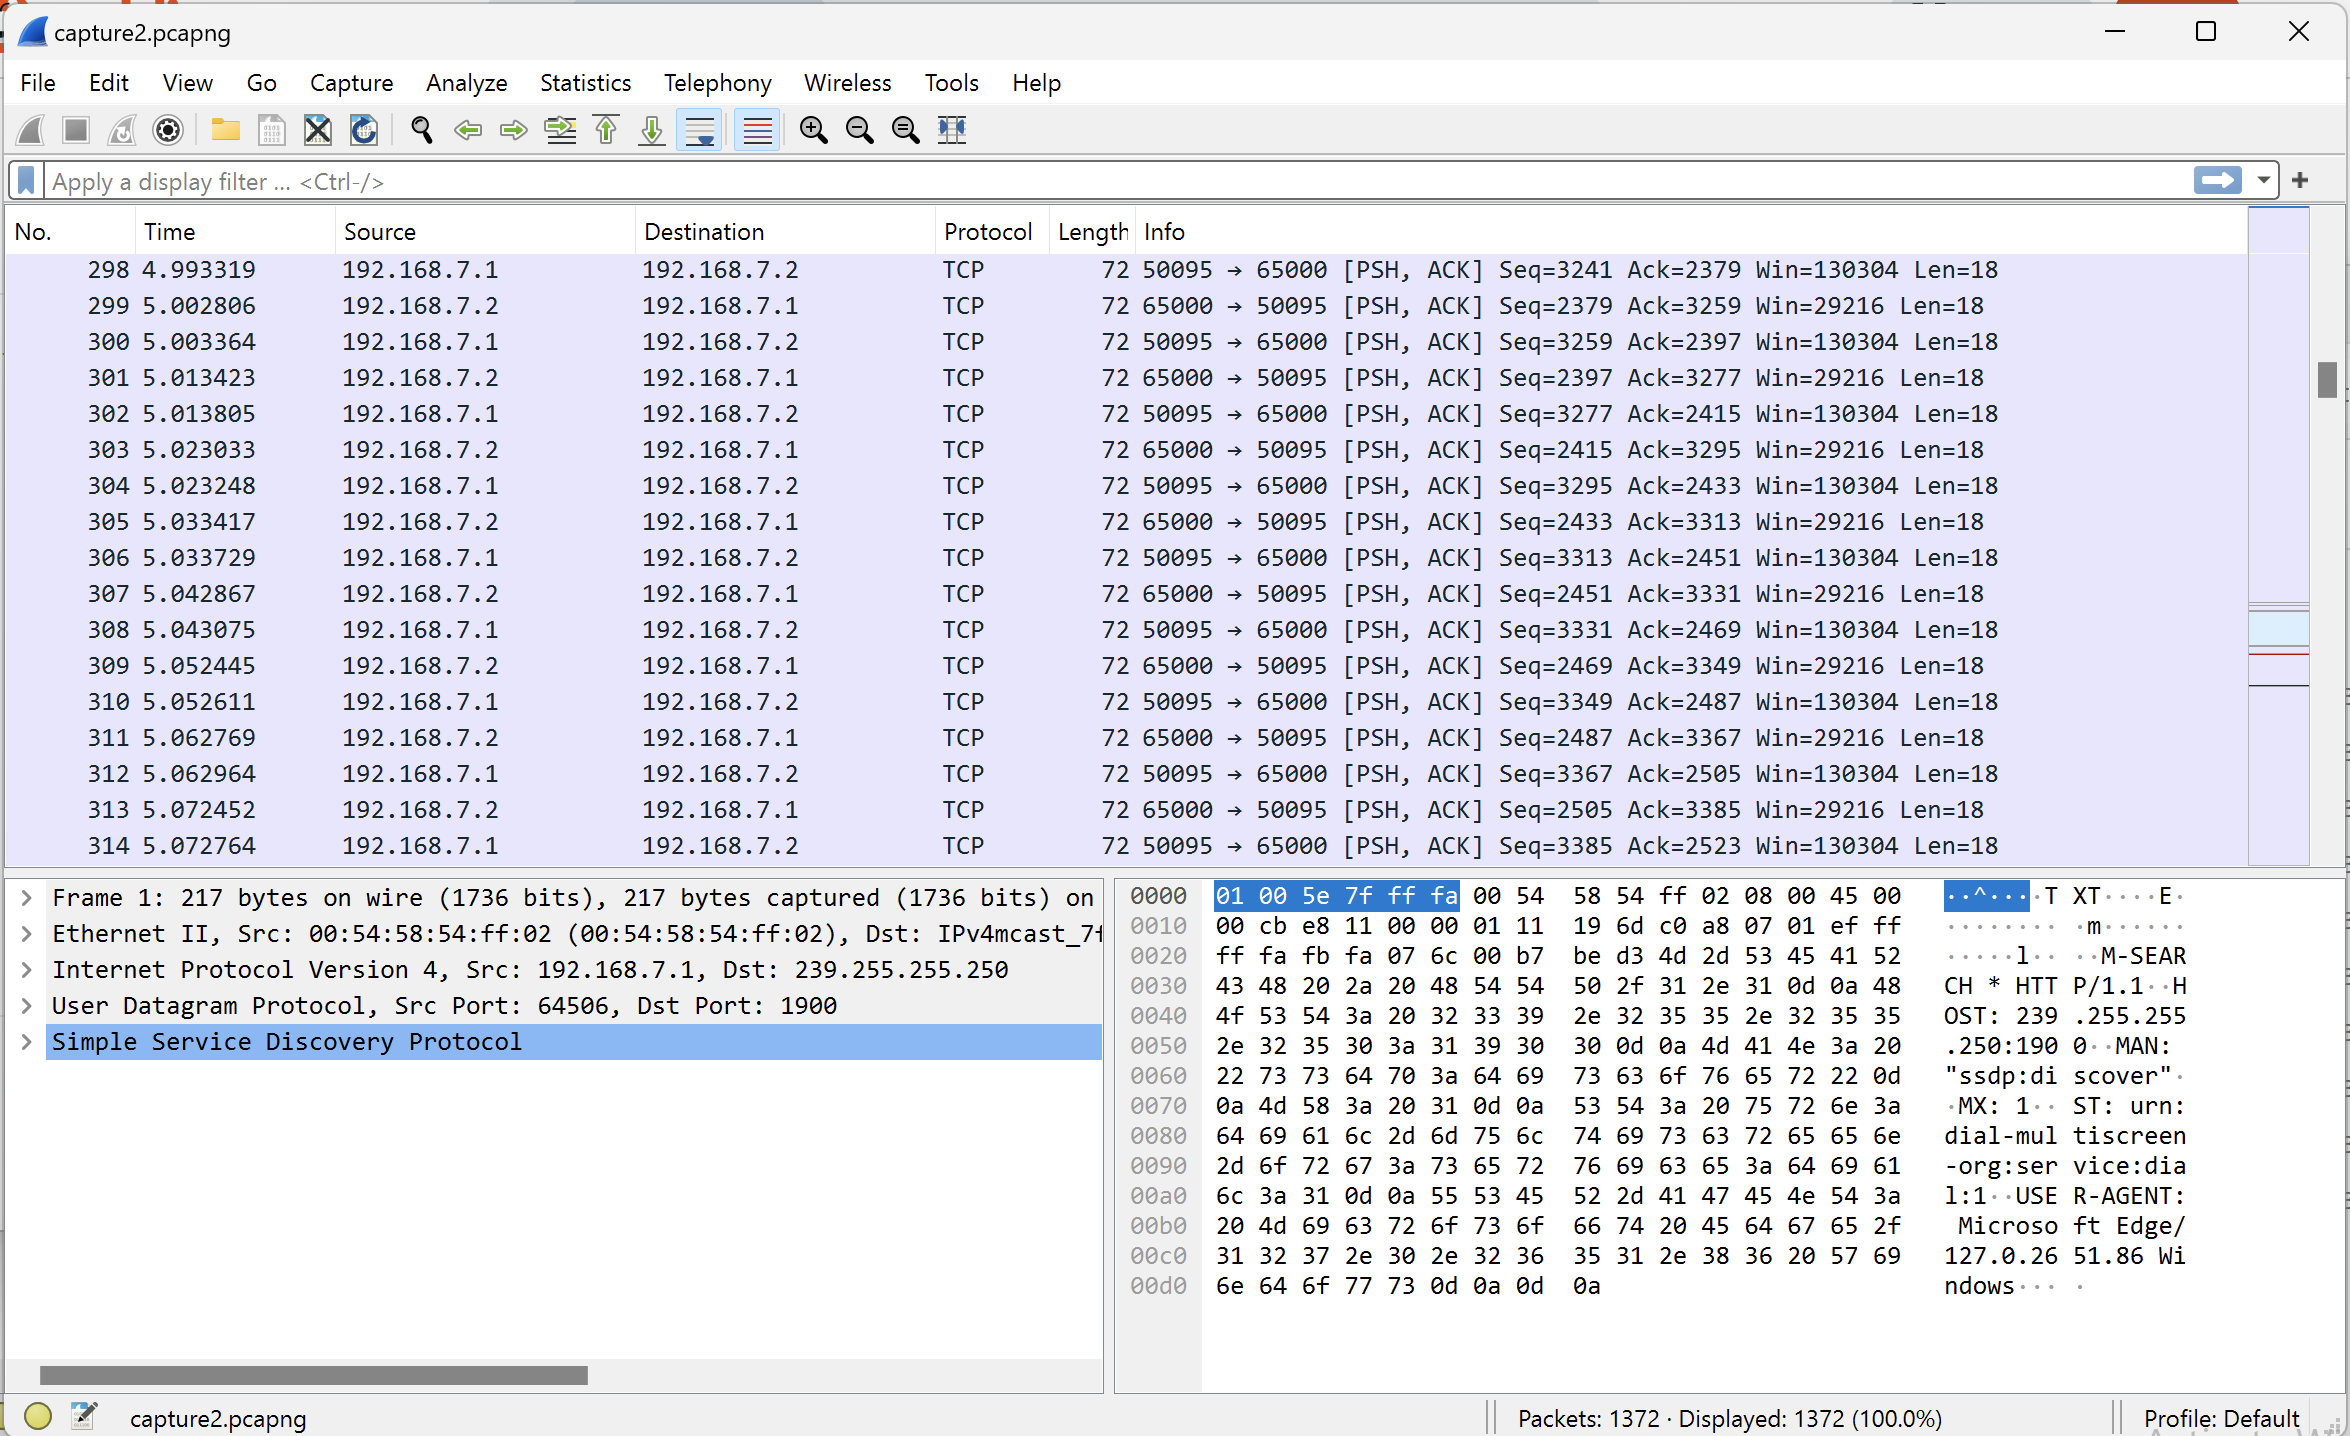 capture2.pcapng
File Edit View Go Capture Analyze Statistics Telephony Wireless Tools Help
Apply a display filter ... <Ctrl-/>
No. Time Source Destination Protocol Length Info
298 4.993319 192.168.7.1 192.168.7.2 TCP 72 50095 → 65000 [PSH, ACK] Seq=3241 Ack=2379 Win=130304 Len=18
299 5.002806 192.168.7.2 192.168.7.1 TCP 72 65000 → 50095 [PSH, ACK] Seq=2379 Ack=3259 Win=29216 Len=18
300 5.003364 192.168.7.1 192.168.7.2 TCP 72 50095 → 65000 [PSH, ACK] Seq=3259 Ack=2397 Win=130304 Len=18
301 5.013423 192.168.7.2 192.168.7.1 TCP 72 65000 → 50095 [PSH, ACK] Seq=2397 Ack=3277 Win=29216 Len=18
302 5.013805 192.168.7.1 192.168.7.2 TCP 72 50095 → 65000 [PSH, ACK] Seq=3277 Ack=2415 Win=130304 Len=18
303 5.023033 192.168.7.2 192.168.7.1 TCP 72 65000 → 50095 [PSH, ACK] Seq=2415 Ack=3295 Win=29216 Len=18
304 5.023248 192.168.7.1 192.168.7.2 TCP 72 50095 → 65000 [PSH, ACK] Seq=3295 Ack=2433 Win=130304 Len=18
305 5.033417 192.168.7.2 192.168.7.1 TCP 72 65000 → 50095 [PSH, ACK] Seq=2433 Ack=3313 Win=29216 Len=18
306 5.033729 192.168.7.1 192.168.7.2 TCP 72 50095 → 65000 [PSH, ACK] Seq=3313 Ack=2451 Win=130304 Len=18
307 5.042867 192.168.7.2 192.168.7.1 TCP 72 65000 → 50095 [PSH, ACK] Seq=2451 Ack=3331 Win=29216 Len=18
308 5.043075 192.168.7.1 192.168.7.2 TCP 72 50095 → 65000 [PSH, ACK] Seq=3331 Ack=2469 Win=130304 Len=18
309 5.052445 192.168.7.2 192.168.7.1 TCP 72 65000 → 50095 [PSH, ACK] Seq=2469 Ack=3349 Win=29216 Len=18
310 5.052611 192.168.7.1 192.168.7.2 TCP 72 50095 → 65000 [PSH, ACK] Seq=3349 Ack=2487 Win=130304 Len=18
311 5.062769 192.168.7.2 192.168.7.1 TCP 72 65000 → 50095 [PSH, ACK] Seq=2487 Ack=3367 Win=29216 Len=18
312 5.062964 192.168.7.1 192.168.7.2 TCP 72 50095 → 65000 [PSH, ACK] Seq=3367 Ack=2505 Win=130304 Len=18
313 5.072452 192.168.7.2 192.168.7.1 TCP 72 65000 → 50095 [PSH, ACK] Seq=2505 Ack=3385 Win=29216 Len=18
314 5.072764 192.168.7.1 192.168.7.2 TCP 72 50095 → 65000 [PSH, ACK] Seq=3385 Ack=2523 Win=130304 Len=18
Frame 1: 217 bytes on wire (1736 bits), 217 bytes captured (1736 bits) on
Ethernet II, Src: 00:54:58:54:ff:02 (00:54:58:54:ff:02), Dst: IPv4mcast_7f
Internet Protocol Version 4, Src: 192.168.7.1, Dst: 239.255.255.250
User Datagram Protocol, Src Port: 64506, Dst Port: 1900
Simple Service Discovery Protocol
0000 01 00 5e 7f ff fa 00 54 58 54 ff 02 08 00 45 00 ··^····T XT····E·
0010 00 cb e8 11 00 00 01 11 19 6d c0 a8 07 01 ef ff ········ ·m······
0020 ff fa fb fa 07 6c 00 b7 be d3 4d 2d 53 45 41 52 ·····l·· ··M-SEAR
0030 43 48 20 2a 20 48 54 54 50 2f 31 2e 31 0d 0a 48 CH * HTT P/1.1··H
0040 4f 53 54 3a 20 32 33 39 2e 32 35 35 2e 32 35 35 OST: 239 .255.255
0050 2e 32 35 30 3a 31 39 30 30 0d 0a 4d 41 4e 3a 20 .250:190 0··MAN:
0060 22 73 73 64 70 3a 64 69 73 63 6f 76 65 72 22 0d "ssdp:di scover"·
0070 0a 4d 58 3a 20 31 0d 0a 53 54 3a 20 75 72 6e 3a ·MX: 1·· ST: urn:
0080 64 69 61 6c 2d 6d 75 6c 74 69 73 63 72 65 65 6e dial-mul tiscreen
0090 2d 6f 72 67 3a 73 65 72 76 69 63 65 3a 64 69 61 -org:ser vice:dia
00a0 6c 3a 31 0d 0a 55 53 45 52 2d 41 47 45 4e 54 3a l:1··USE R-AGENT:
00b0 20 4d 69 63 72 6f 73 6f 66 74 20 45 64 67 65 2f Microso ft Edge/
00c0 31 32 37 2e 30 2e 32 36 35 31 2e 38 36 20 57 69 127.0.26 51.86 Wi
00d0 6e 64 6f 77 73 0d 0a 0d 0a ndows··· ·
capture2.pcapng Packets: 1372 · Displayed: 1372 (100.0%) Profile: Default